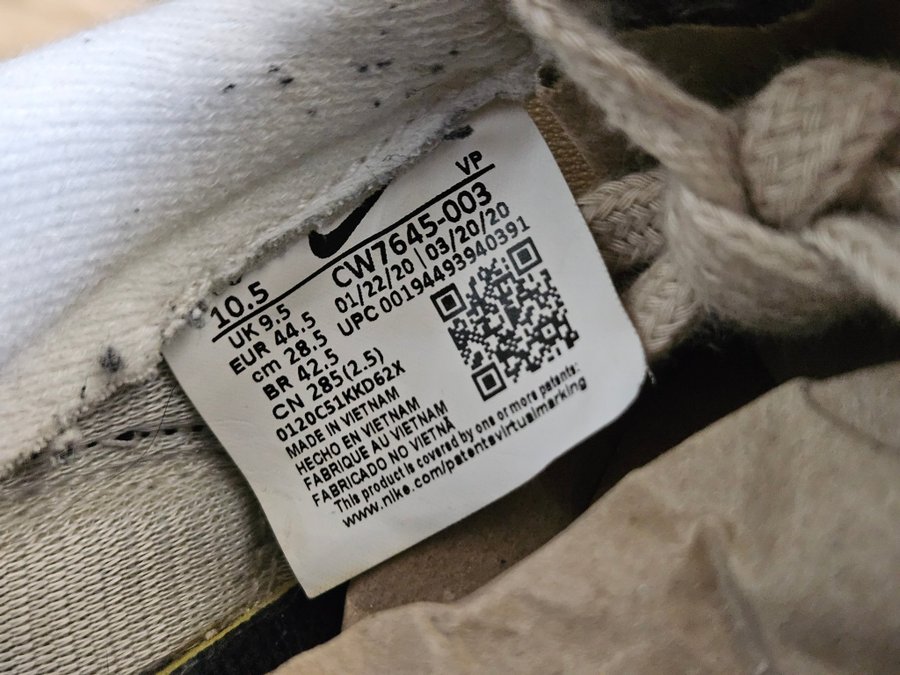 VP
10.5
UK 9.5
EUR 44.5
cm 28.5
BR 42.5
CN 285(2.5)
CW7645-003
01/22/20 | 03/20/20
UPC 00194493940391
0120C51KKD62X
MADE IN VIETNAM
HECHO EN VIETNAM
FABRIQUE AU VIETNAM
FABRICADO NO VIETNÃ
This product is covered by one or more patents:
www.nike.com/patentsvirtualmarking